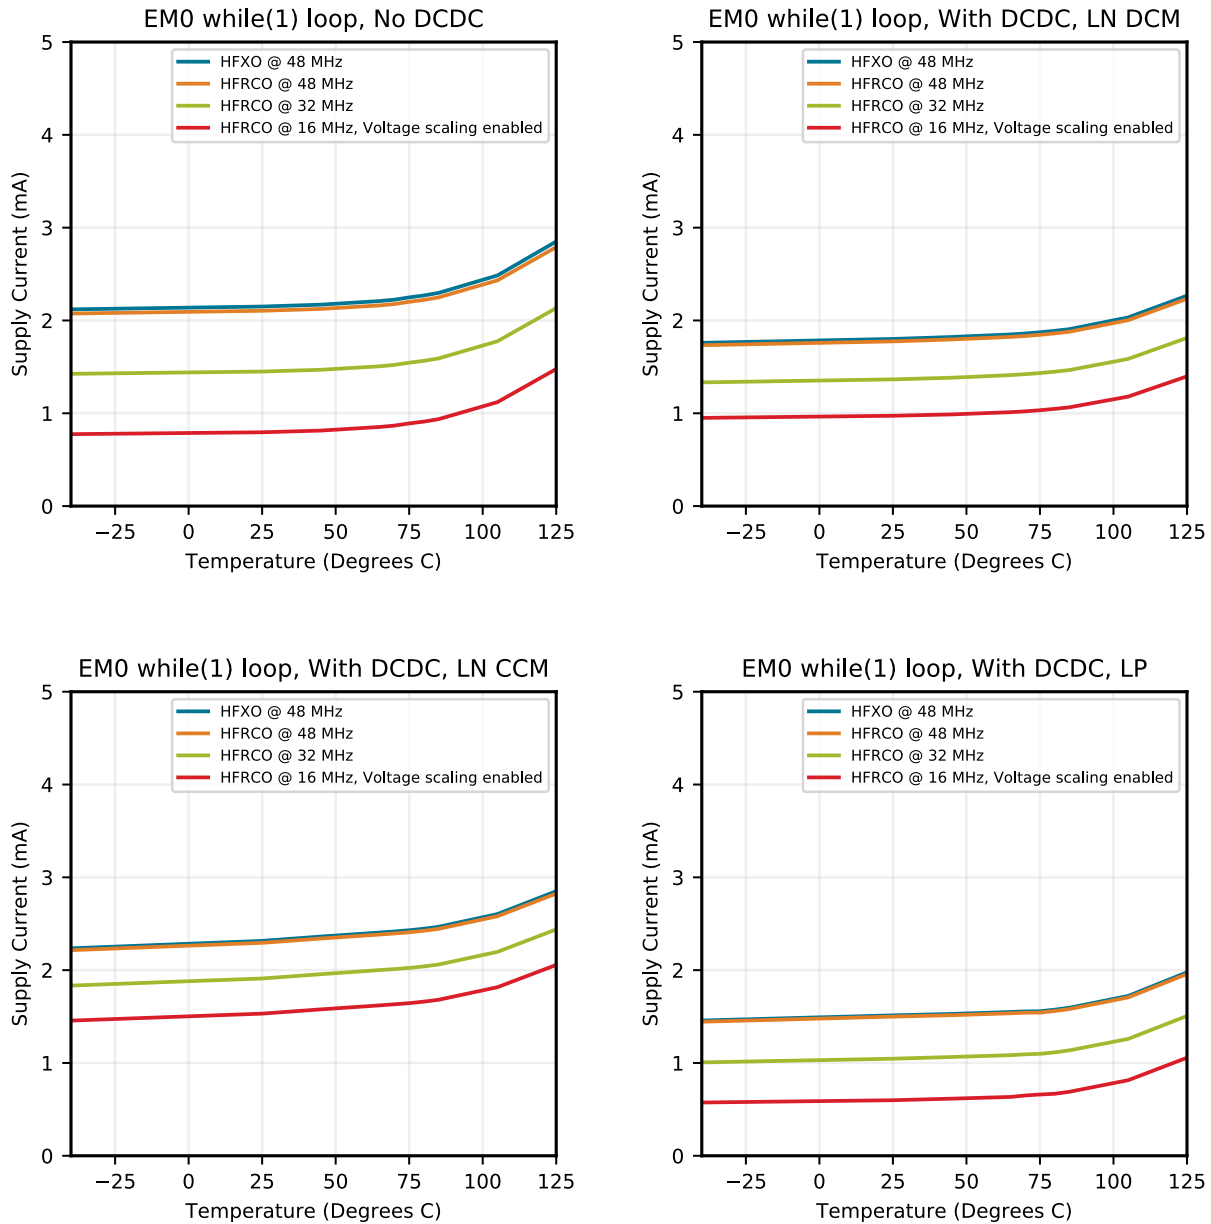 EM0 while(1) loop, No DCDC
HFXO @ 48 MHz
HFRCO @ 48 MHz
HFRCO @ 32 MHz
HFRCO @ 16 MHz, Voltage scaling enabled
Supply Current (mA)
5
4
3
2
1
0
−25 0 25 50 75 100 125
Temperature (Degrees C)
EM0 while(1) loop, With DCDC, LN DCM
HFXO @ 48 MHz
HFRCO @ 48 MHz
HFRCO @ 32 MHz
HFRCO @ 16 MHz, Voltage scaling enabled
Supply Current (mA)
5
4
3
2
1
0
−25 0 25 50 75 100 125
Temperature (Degrees C)
EM0 while(1) loop, With DCDC, LN CCM
HFXO @ 48 MHz
HFRCO @ 48 MHz
HFRCO @ 32 MHz
HFRCO @ 16 MHz, Voltage scaling enabled
Supply Current (mA)
5
4
3
2
1
0
−25 0 25 50 75 100 125
Temperature (Degrees C)
EM0 while(1) loop, With DCDC, LP
HFXO @ 48 MHz
HFRCO @ 48 MHz
HFRCO @ 32 MHz
HFRCO @ 16 MHz, Voltage scaling enabled
Supply Current (mA)
5
4
3
2
1
0
−25 0 25 50 75 100 125
Temperature (Degrees C)